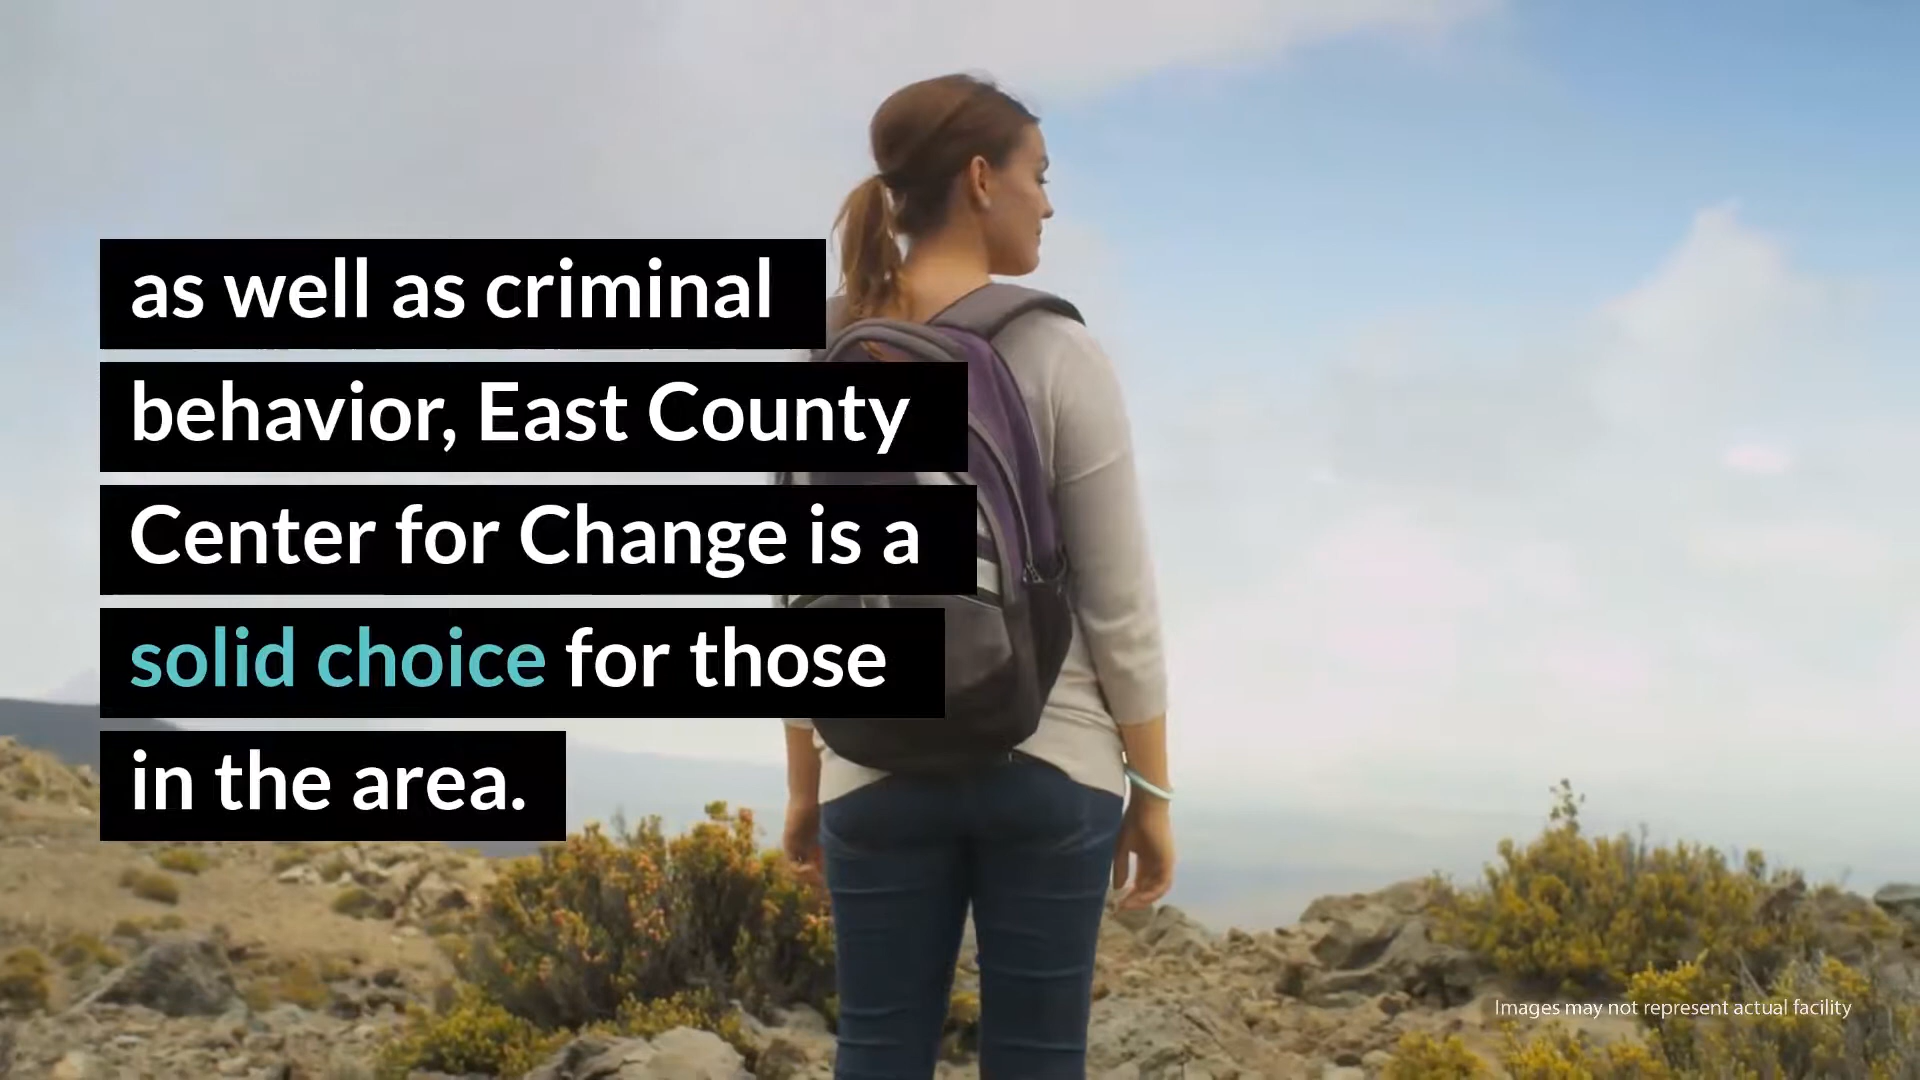 as well as criminal
behavior, East County
Center for Change is a
solid choice for those
in the area.
Images may not represent actual facility